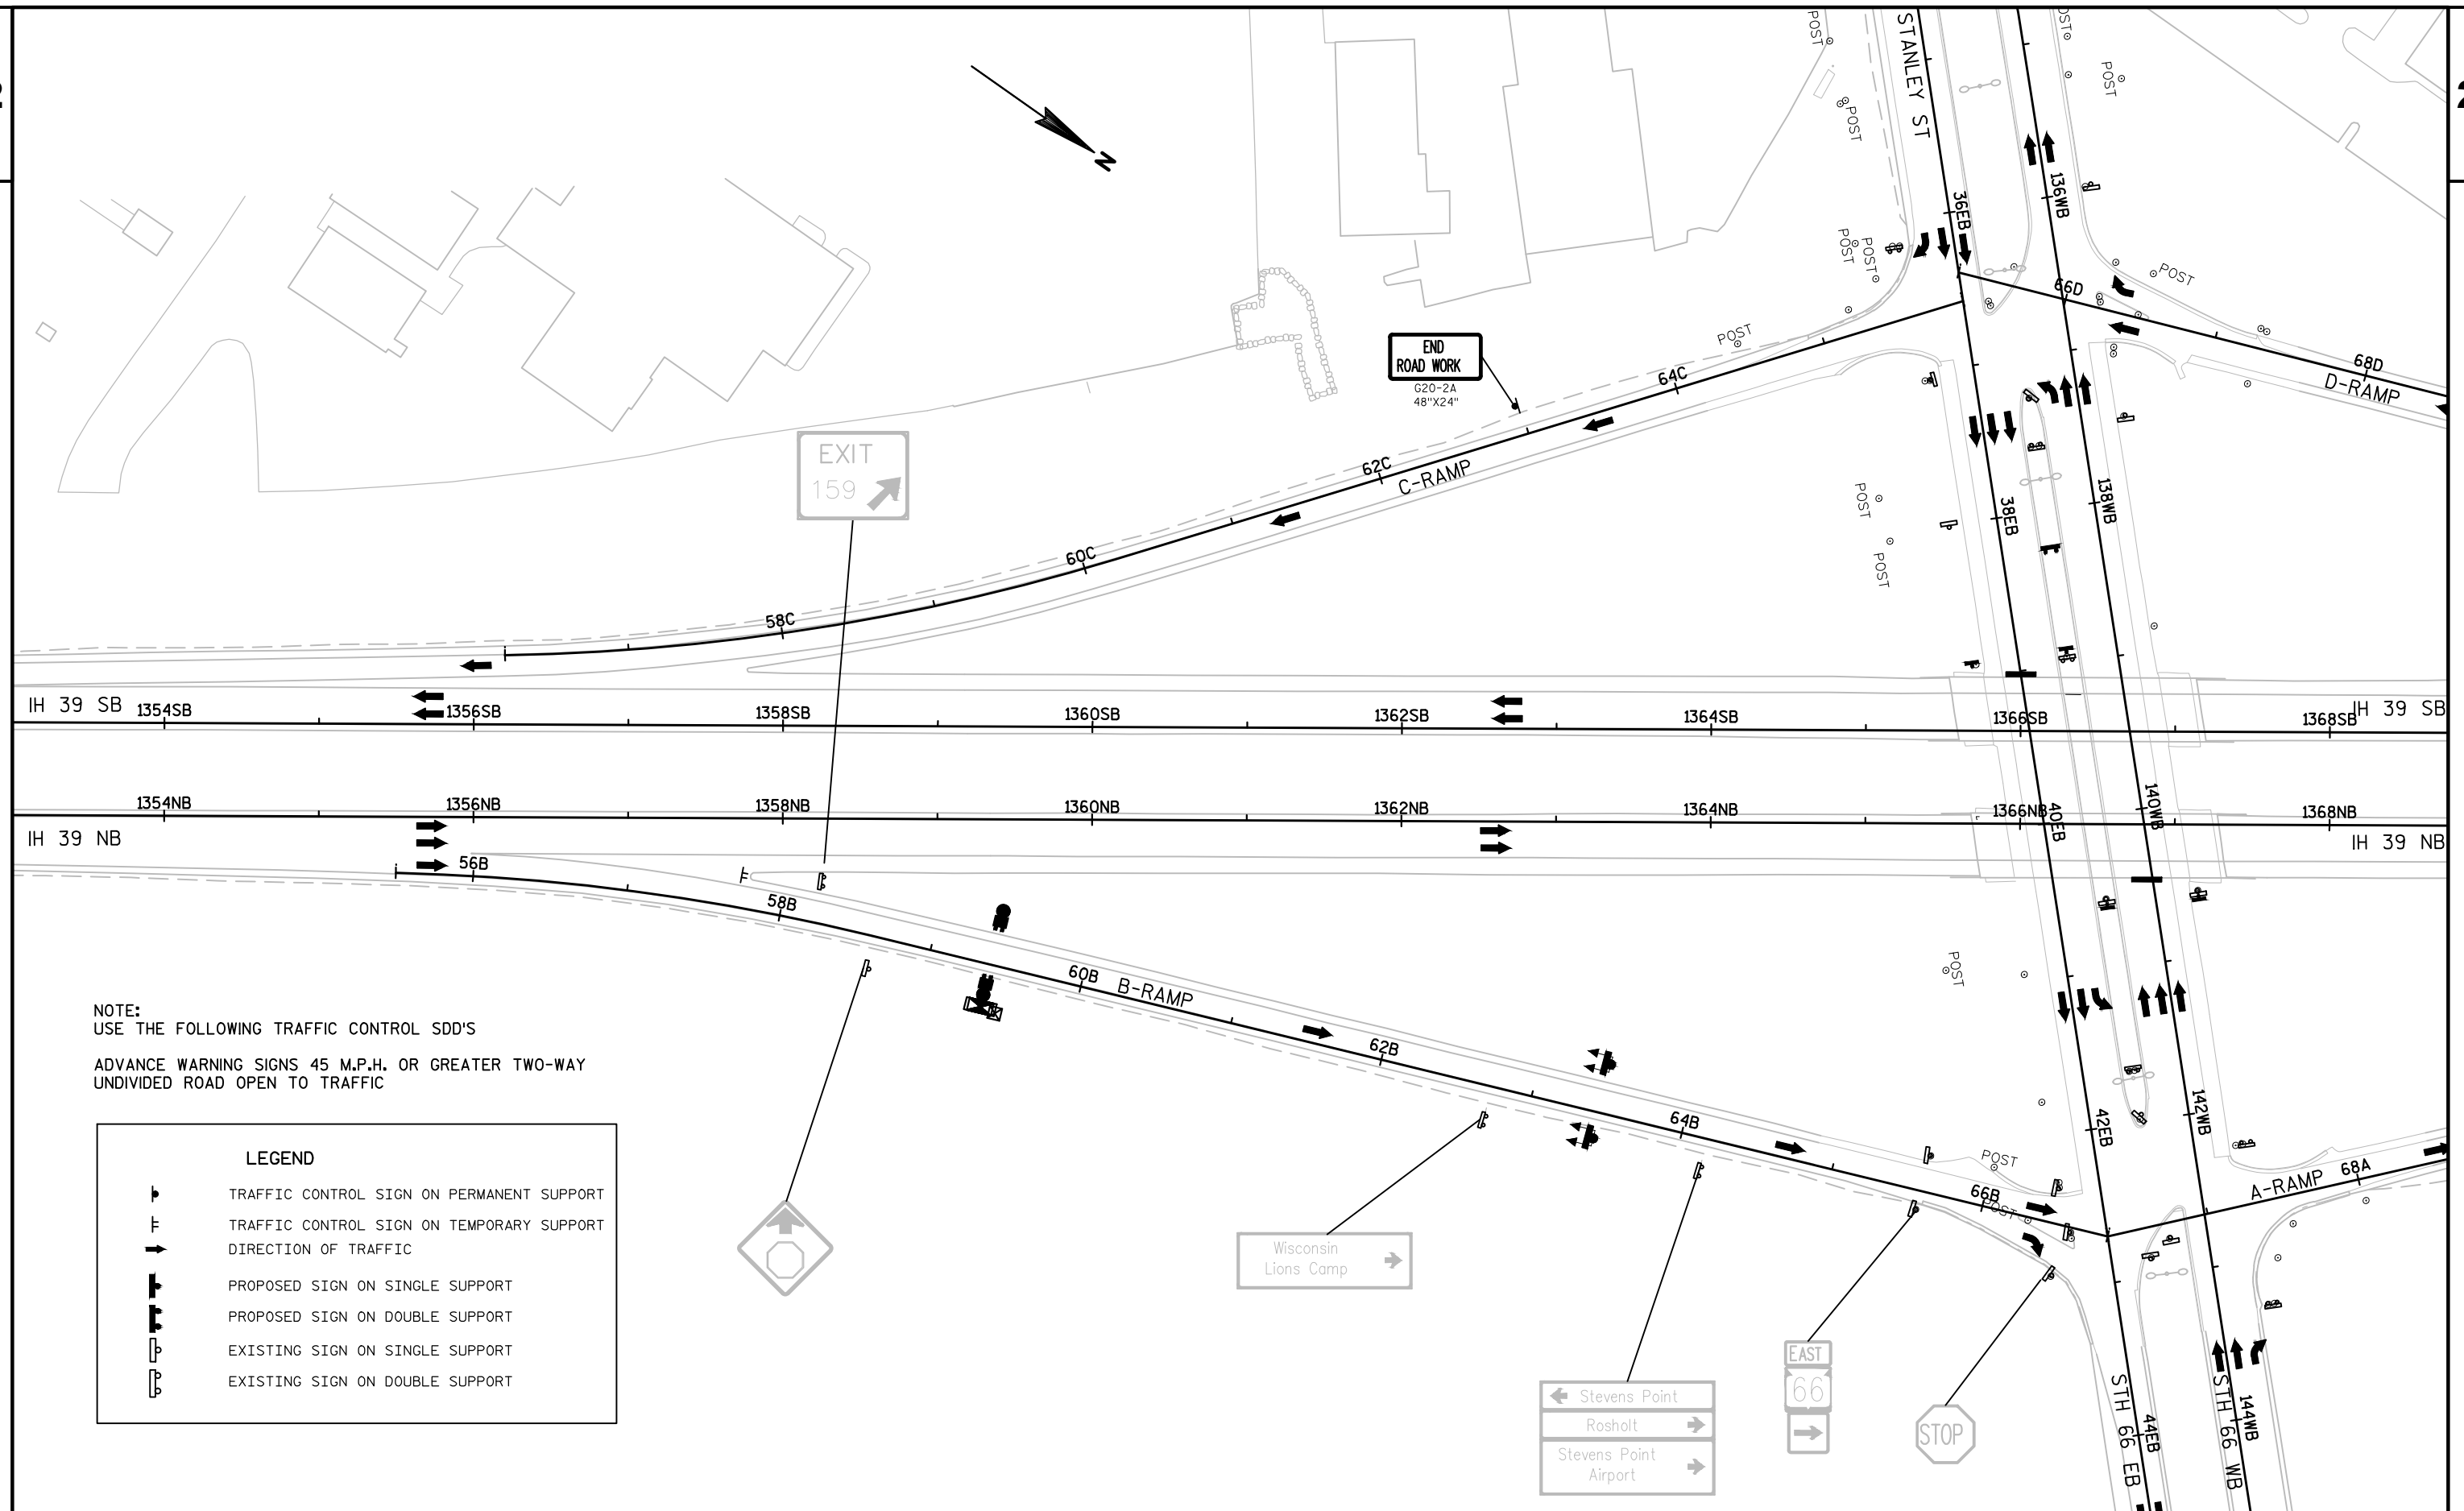 STANLEY ST
POST
POST
POST
POST
36EB
136WB
POST
POST
POST
66D
68D
D-RAMP
END
ROAD WORK
G20-2A
48"X24"
POST
64C
62C
C-RAMP
60C
58C
EXIT
159
POST
POST
38EB
138WB
IH 39 SB
1354SB
1356SB
1358SB
1360SB
1362SB
1364SB
1366SB
1368SB
IH 39 SB
1354NB
1356NB
1358NB
1360NB
1362NB
1364NB
1366NB
1368NB
40EB
140WB
IH 39 NB
IH 39 NB
56B
58B
60B
B-RAMP
62B
64B
66B
POST
POST
POST
42EB
142WB
A-RAMP
68A
NOTE:
USE THE FOLLOWING TRAFFIC CONTROL SDD'S
ADVANCE WARNING SIGNS 45 M.P.H. OR GREATER TWO-WAY
UNDIVIDED ROAD OPEN TO TRAFFIC
LEGEND
TRAFFIC CONTROL SIGN ON PERMANENT SUPPORT
TRAFFIC CONTROL SIGN ON TEMPORARY SUPPORT
DIRECTION OF TRAFFIC
PROPOSED SIGN ON SINGLE SUPPORT
PROPOSED SIGN ON DOUBLE SUPPORT
EXISTING SIGN ON SINGLE SUPPORT
EXISTING SIGN ON DOUBLE SUPPORT
Wisconsin
Lions Camp
Stevens Point
Rosholt
Stevens Point
Airport
EAST
66
STOP
STH 66 EB
44EB
STH 66 WB
144WB
N